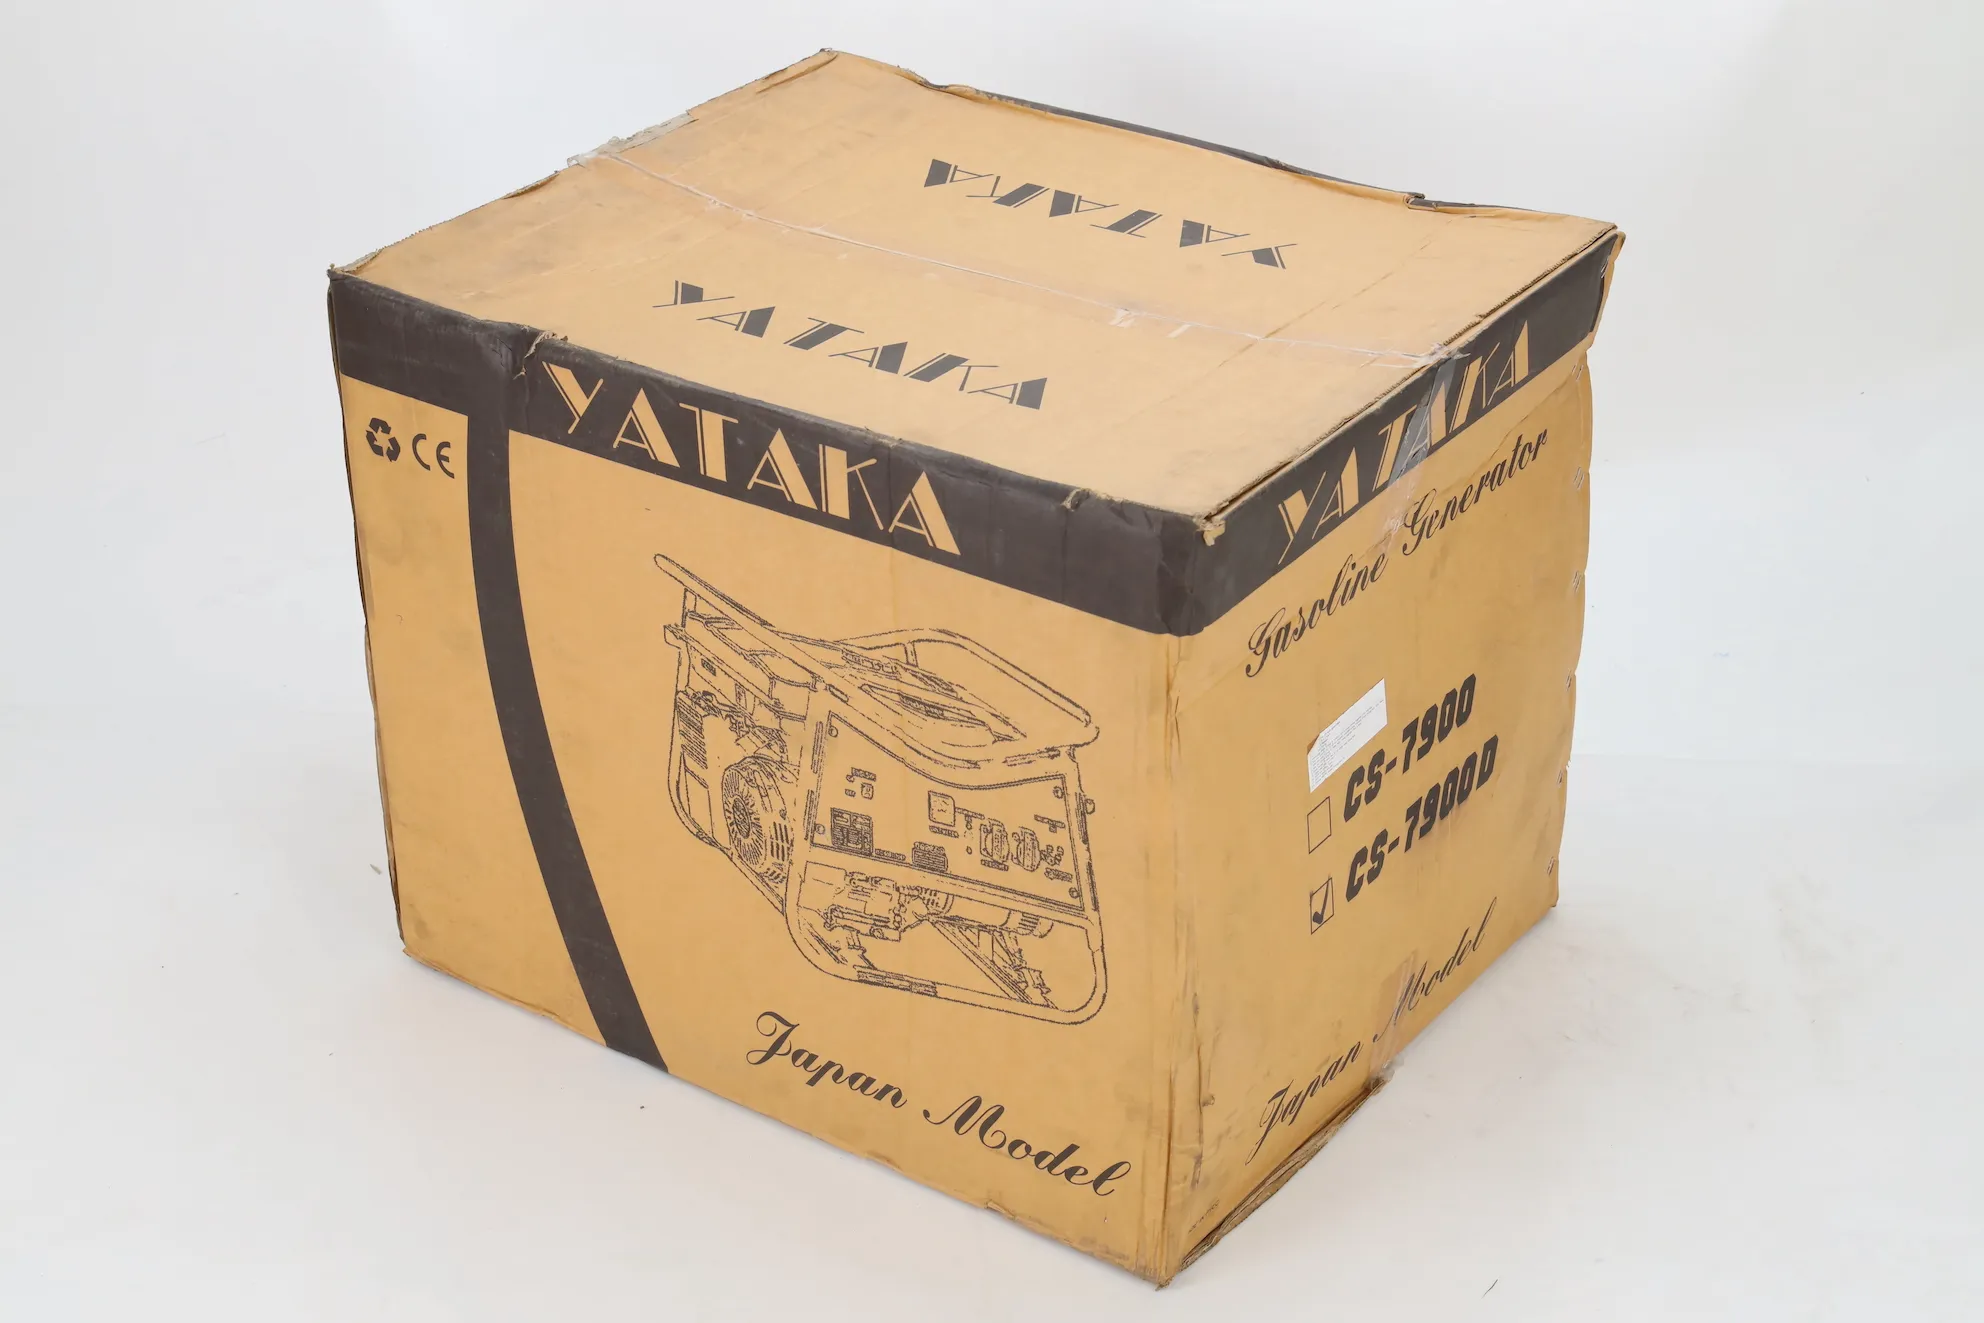 YATAKA
YATAKA
YATAKA
CE
Japan Model
YATAKA
Gasoline Generator
CS-7900
CS-7900D
Japan Model